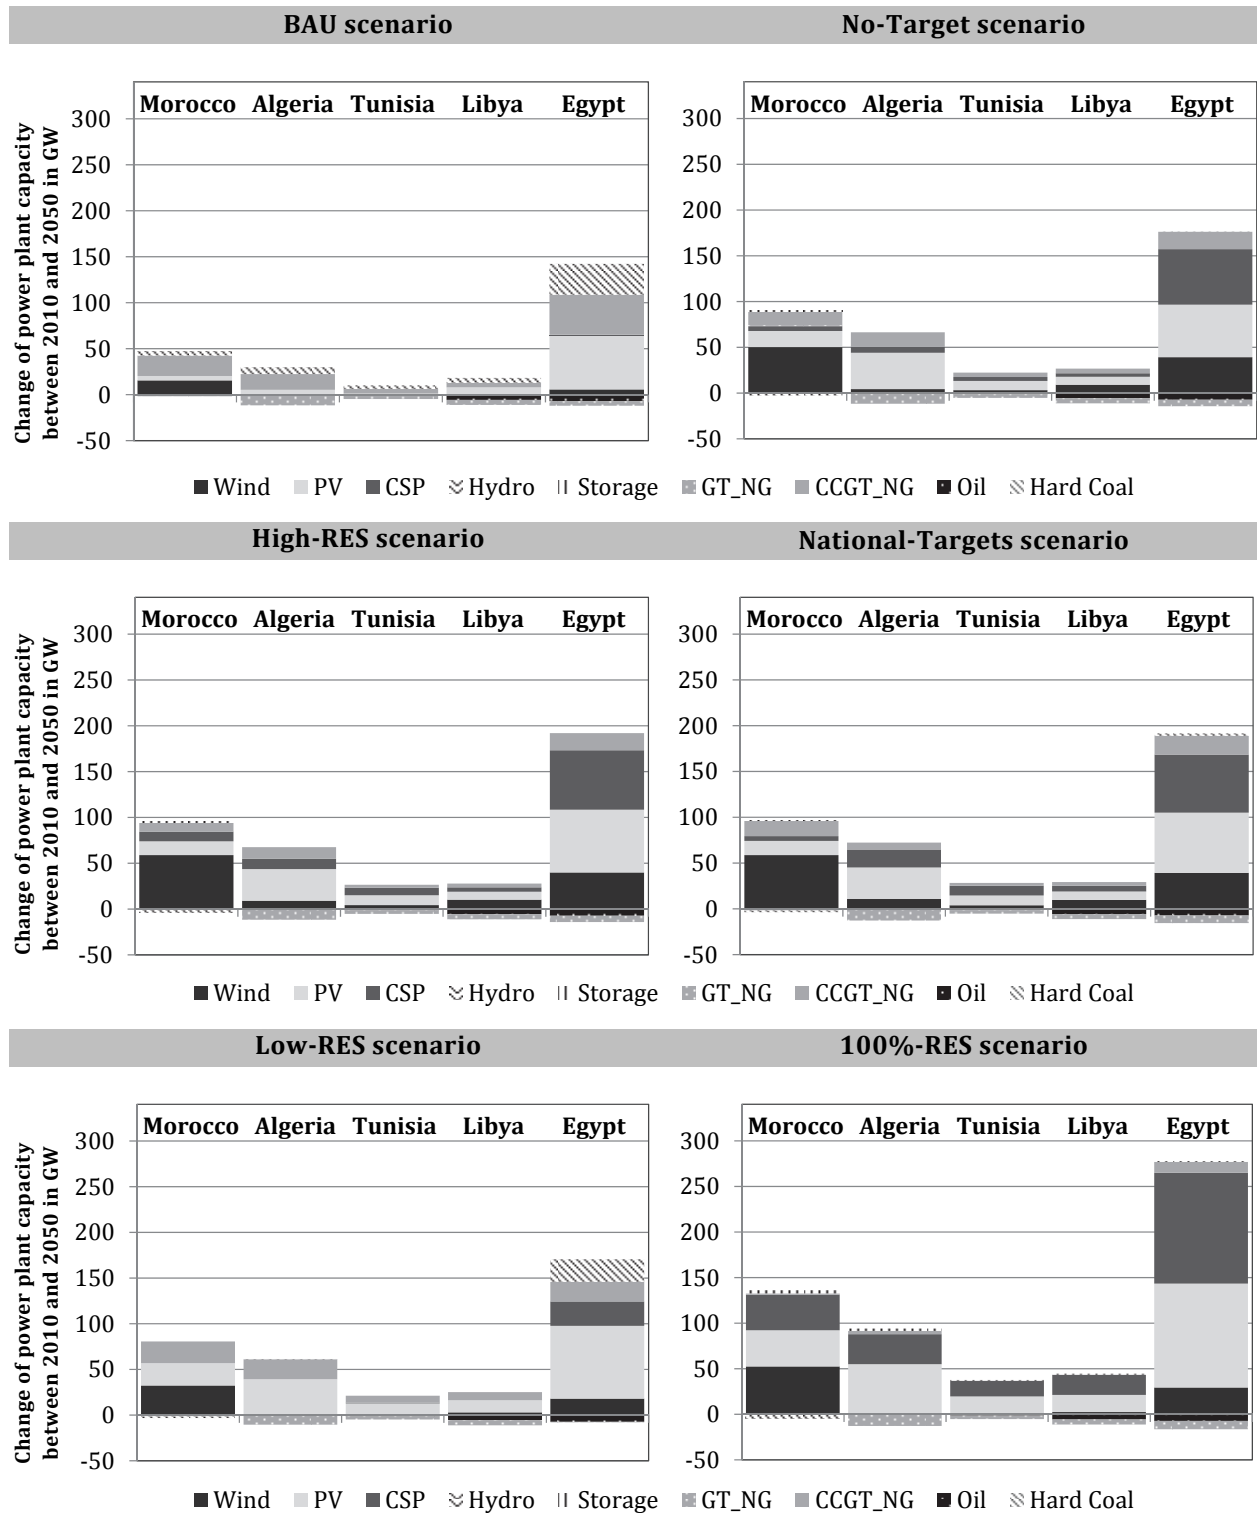 BAU scenario
No-Target scenario
Change of power plant capacity
between 2010 and 2050 in GW
Morocco Algeria Tunisia Libya Egypt
300
250
200
150
100
50
0
-50
Morocco Algeria Tunisia Libya Egypt
300
250
200
150
100
50
0
-50
Wind PV CSP Hydro Storage GT_NG CCGT_NG Oil Hard Coal
High-RES scenario
National-Targets scenario
Change of power plant capacity
between 2010 and 2050 in GW
Morocco Algeria Tunisia Libya Egypt
300
250
200
150
100
50
0
-50
Morocco Algeria Tunisia Libya Egypt
300
250
200
150
100
50
0
-50
Wind PV CSP Hydro Storage GT_NG CCGT_NG Oil Hard Coal
Low-RES scenario
100%-RES scenario
Change of power plant capacity
between 2010 and 2050 in GW
Morocco Algeria Tunisia Libya Egypt
300
250
200
150
100
50
0
-50
Morocco Algeria Tunisia Libya Egypt
300
250
200
150
100
50
0
-50
Wind PV CSP Hydro Storage GT_NG CCGT_NG Oil Hard Coal